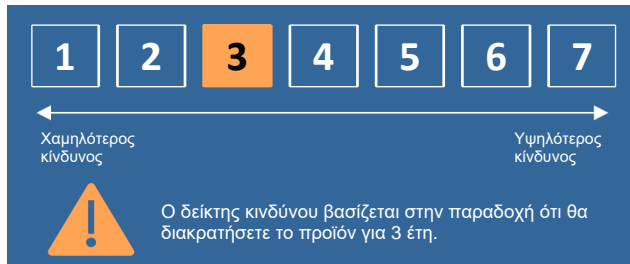 1 2 3 4 5 6 7
Χαμηλότερος Υψηλότερος
κίνδυνος κίνδυνος
Ο δείκτης κινδύνου βασίζεται στην παραδοχή ότι θα
διακρατήσετε το προϊόν για 3 έτη.